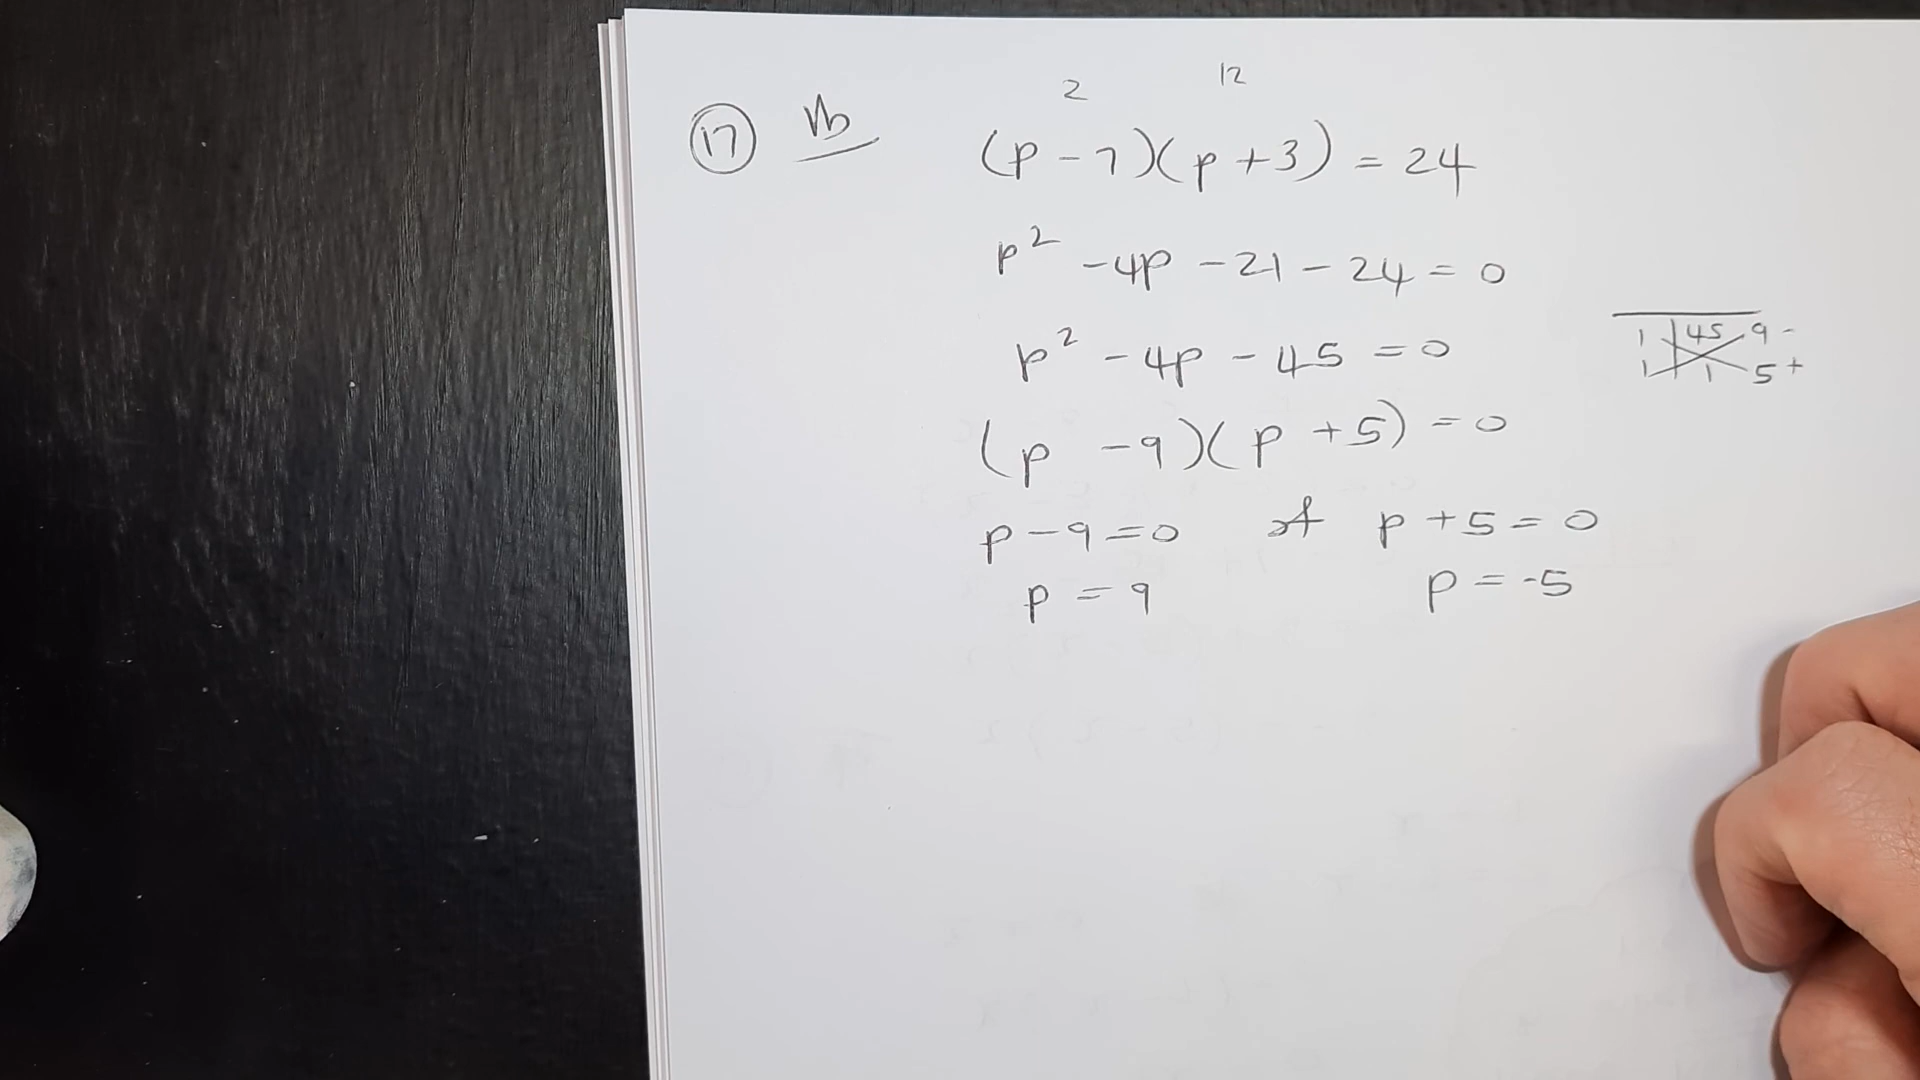 2 12
17 Vb (p - 7)(p + 3) = 24
p² - 4p - 21 - 24 = 0
p² - 4p - 45 = 0
1 45 9 -
1 1 5 +
(p - 9)(p + 5) = 0
p - 9 = 0 of p + 5 = 0
p = 9 p = -5